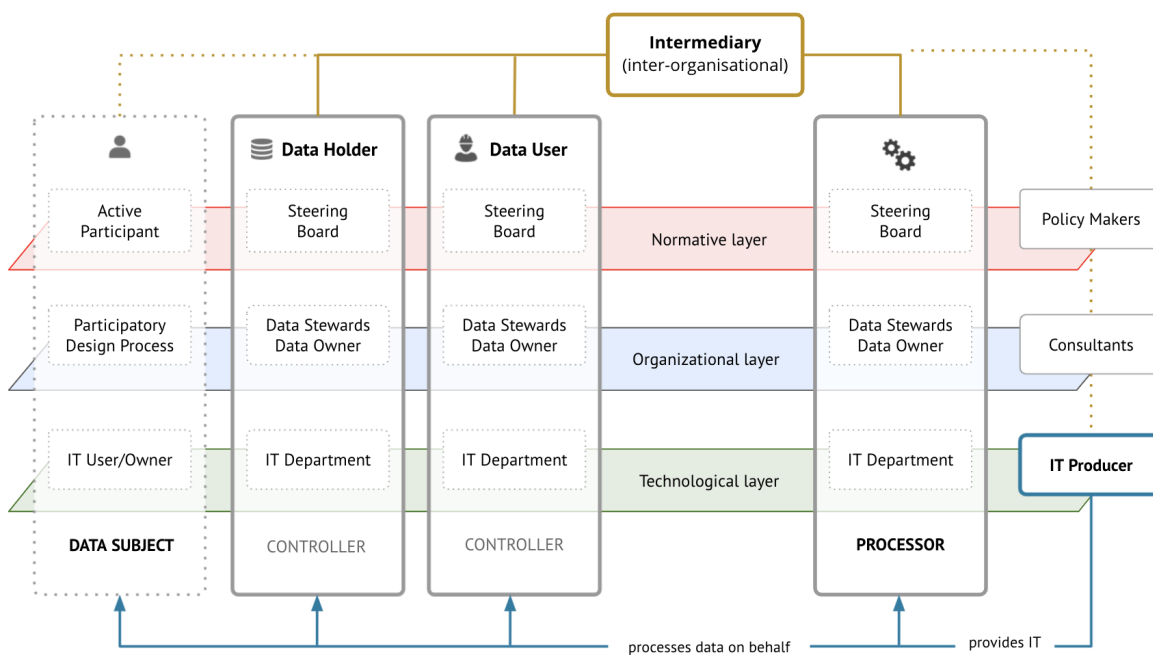 Intermediary
(inter-organisational)
Data Holder
Data User
Active
Participant
Steering
Board
Steering
Board
Steering
Board
Normative layer
Policy Makers
Participatory
Design Process
Data Stewards
Data Owner
Data Stewards
Data Owner
Data Stewards
Data Owner
Organizational layer
Consultants
IT User/Owner
IT Department
IT Department
IT Department
Technological layer
IT Producer
DATA SUBJECT
CONTROLLER
CONTROLLER
PROCESSOR
processes data on behalf
provides IT